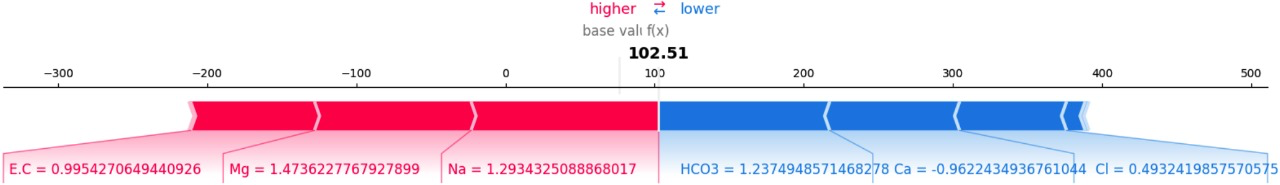 higher ⇄ lower
base valu f(x)
102.51
−300 −200 −100 0 100 200 300 400 500
E.C = 0.9954270649440926 Mg = 1.4736227767927899 Na = 1.2934325088868017 HCO3 = 1.2374948571468278 Ca = -0.9622434936761044 Cl = 0.4932419857570575